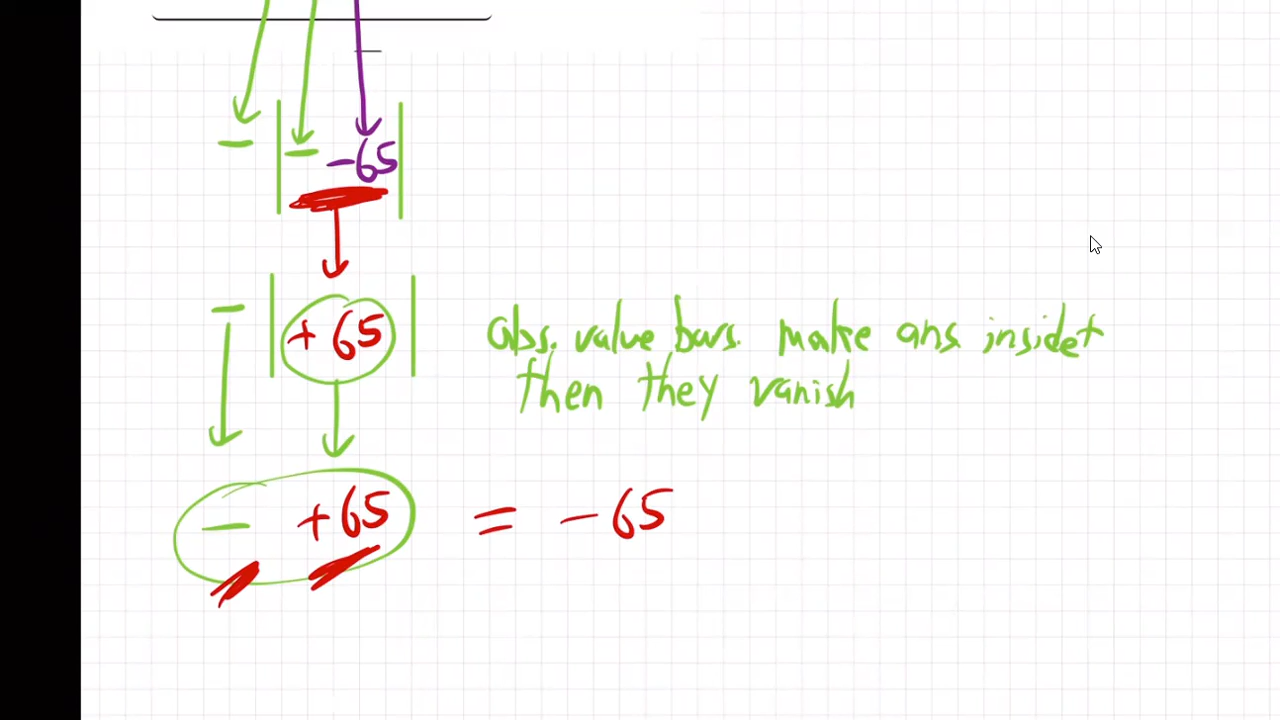 - |- -65|
- |+65|
abs. value bars. make ans. inside +
then they vanish
- +65 = -65